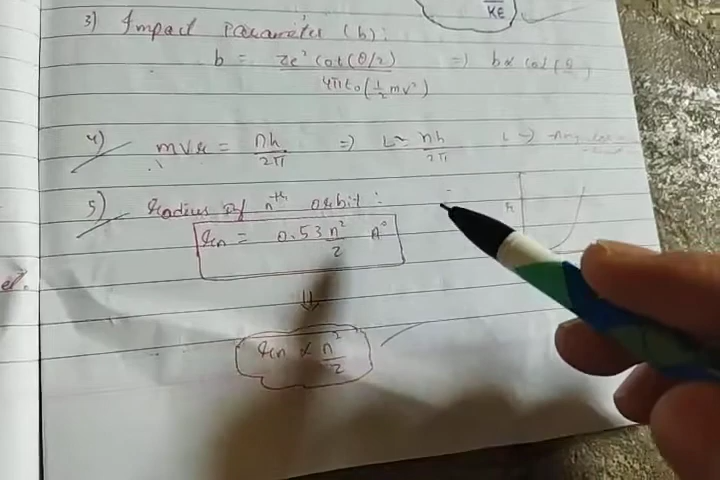 KE
3) Impact Parameter (b):
b = Ze² Cot(θ/2) / 4πε₀(½mv²) => b ∝ Cot(θ
4) mvr = nh/2π => L = nh/2π L →
5) Radius of nᵗʰ orbit:
rn = 0.53 n²/2 A°
⇓
rn ∝ n²/2